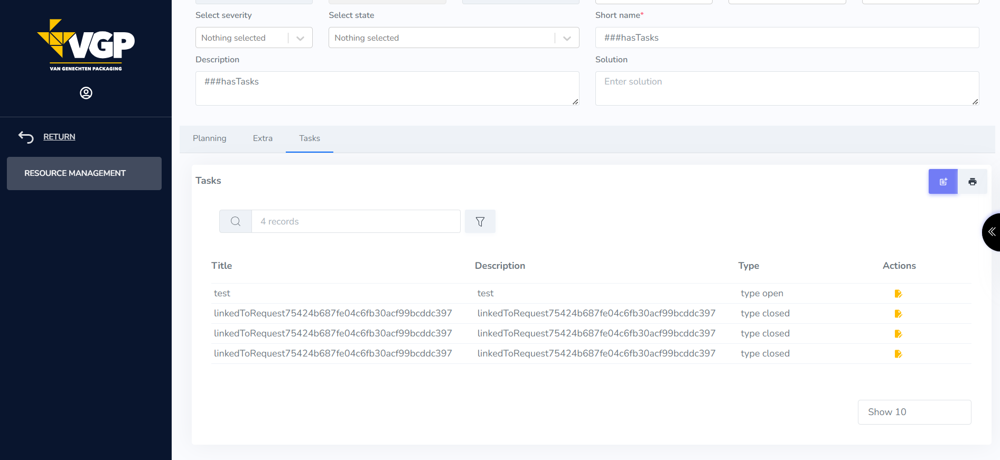 VGP
VAN GENECHTEN PACKAGING
RETURN
RESOURCE MANAGEMENT
Select severity
Select state
Short name*
Nothing selected
Nothing selected
###hasTasks
Description
Solution
###hasTasks
Enter solution
Planning
Extra
Tasks
Tasks
4 records
Title Description Type Actions
test test type open
linkedToRequest75424b687fe04c6fb30acf99bcddc397 linkedToRequest75424b687fe04c6fb30acf99bcddc397 type closed
linkedToRequest75424b687fe04c6fb30acf99bcddc397 linkedToRequest75424b687fe04c6fb30acf99bcddc397 type closed
linkedToRequest75424b687fe04c6fb30acf99bcddc397 linkedToRequest75424b687fe04c6fb30acf99bcddc397 type closed
Show 10